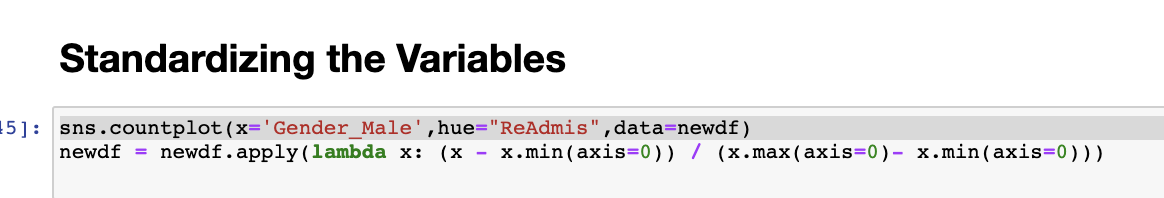 Standardizing the Variables
45]: sns.countplot(x='Gender_Male',hue="ReAdmis",data=newdf)
newdf = newdf.apply(lambda x: (x - x.min(axis=0)) / (x.max(axis=0)- x.min(axis=0)))